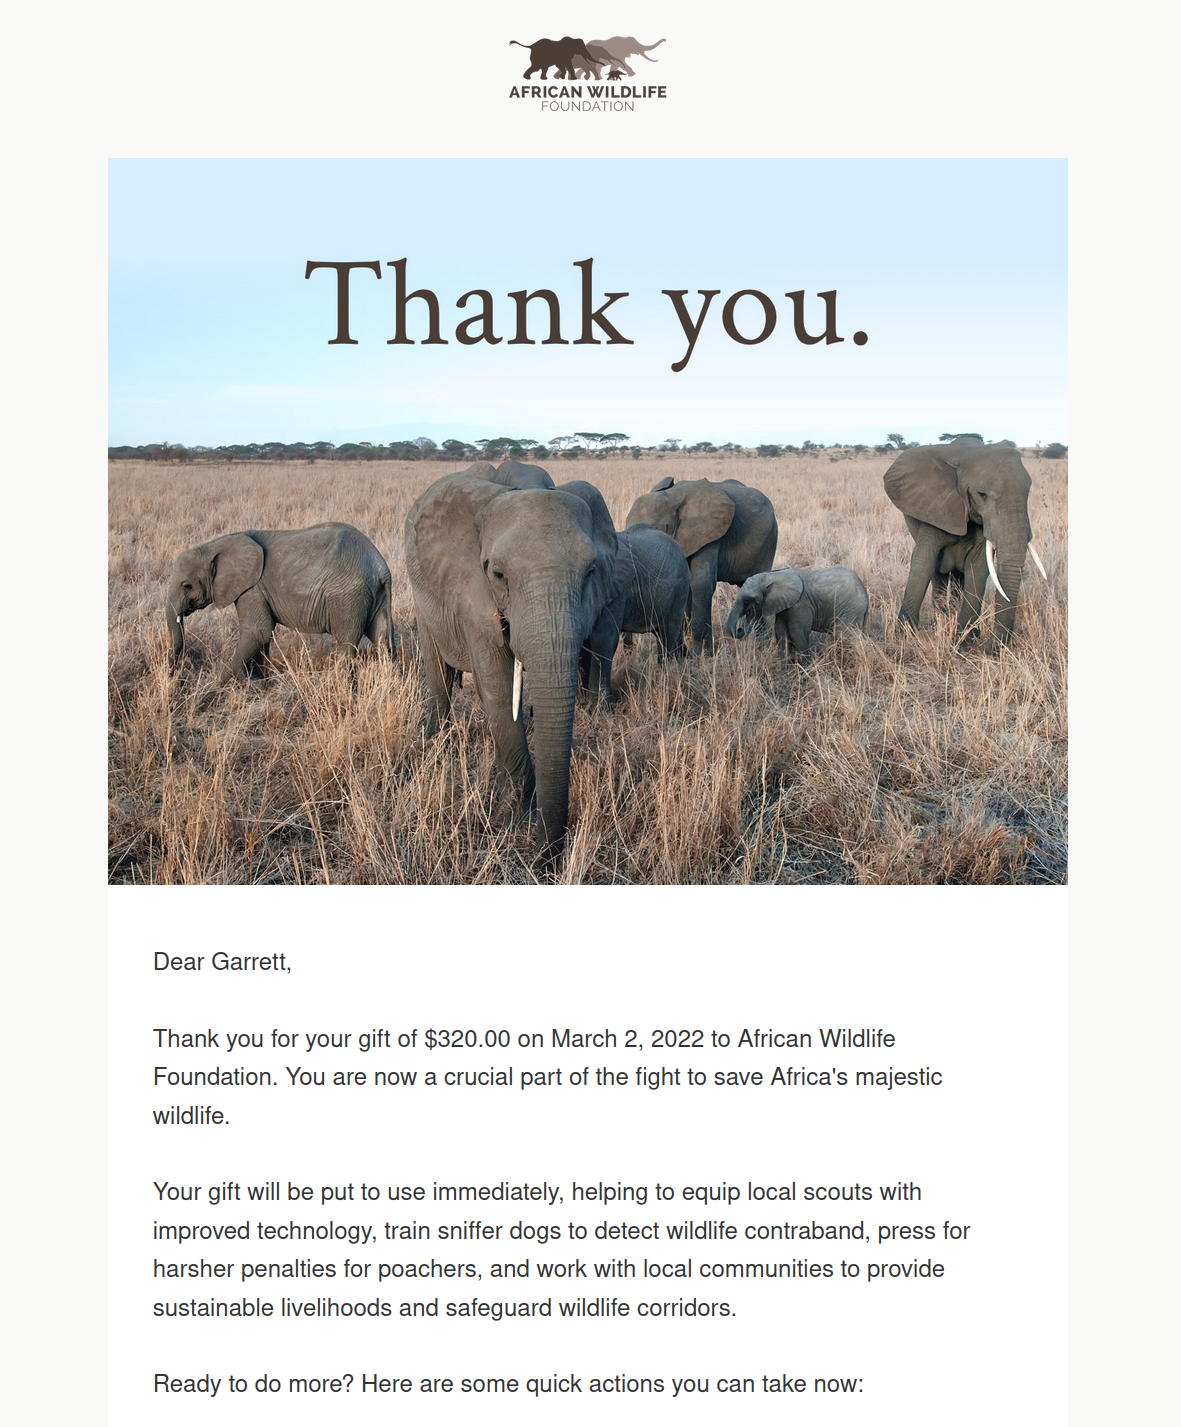 AFRICAN WILDLIFE
FOUNDATION
Thank you.
Dear Garrett,
Thank you for your gift of $320.00 on March 2, 2022 to African Wildlife
Foundation. You are now a crucial part of the fight to save Africa's majestic
wildlife.
Your gift will be put to use immediately, helping to equip local scouts with
improved technology, train sniffer dogs to detect wildlife contraband, press for
harsher penalties for poachers, and work with local communities to provide
sustainable livelihoods and safeguard wildlife corridors.
Ready to do more? Here are some quick actions you can take now: